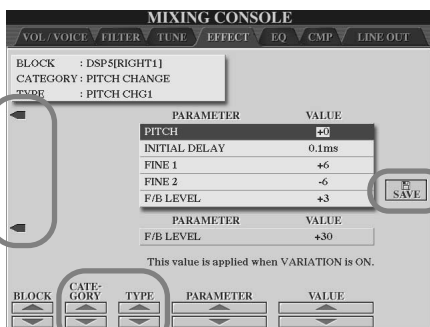 MIXING CONSOLE
VOL/VOICE FILTER TUNE EFFECT EQ CMP LINE OUT
BLOCK : DSP5[RIGHT1]
CATEGORY: PITCH CHANGE
TYPE : PITCH CHG1
PARAMETER VALUE
PITCH +0
INITIAL DELAY 0.1ms
FINE 1 +6
FINE 2 -6
F/B LEVEL +3
SAVE
PARAMETER VALUE
F/B LEVEL +30
This value is applied when VARIATION is ON.
BLOCK CATE-
GORY TYPE PARAMETER VALUE